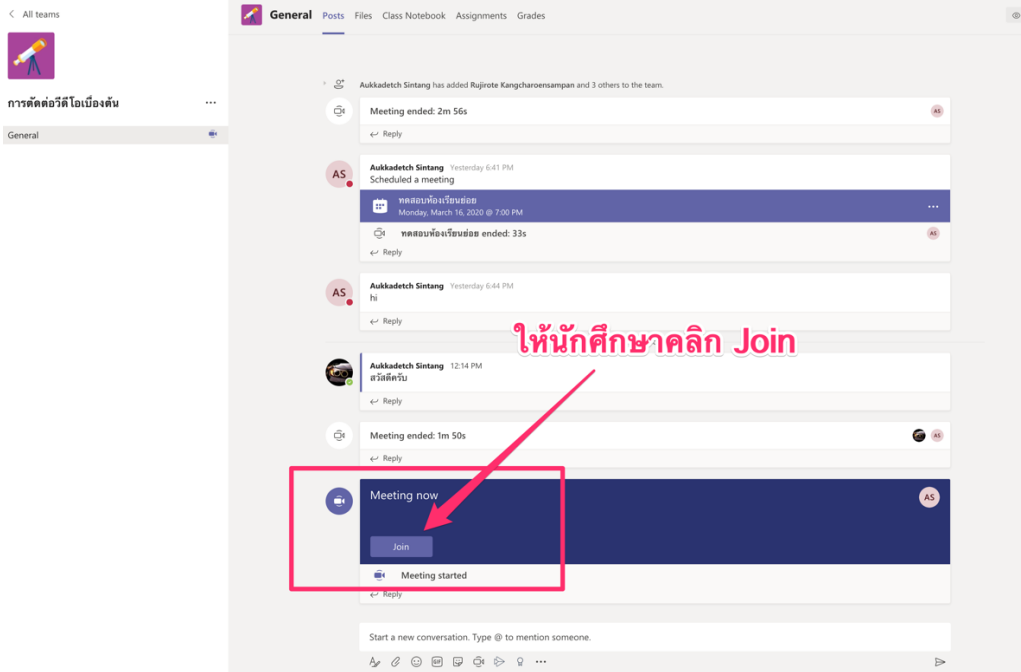 All teams
General Posts Files Class Notebook Assignments Grades
การตัดต่อวีดีโอเบื้องต้น
General
Aukkadetch Sintang has added Rujirote Kangcharoensampan and 3 others to the team.
Meeting ended: 2m 56s
AS
Reply
AS
Aukkadetch Sintang Yesterday 6:41 PM
Scheduled a meeting
ทดสอบห้องเรียนย่อย
Monday, March 16, 2020 @ 7:00 PM
ทดสอบห้องเรียนย่อย ended: 33s
AS
Reply
AS
Aukkadetch Sintang Yesterday 6:44 PM
hi
Reply
ให้นักศึกษาคลิก Join
Aukkadetch Sintang 12:14 PM
สวัสดีครับ
Reply
Meeting ended: 1m 50s
AS
Reply
Meeting now
AS
Join
Meeting started
Reply
Start a new conversation. Type @ to mention someone.
GIF